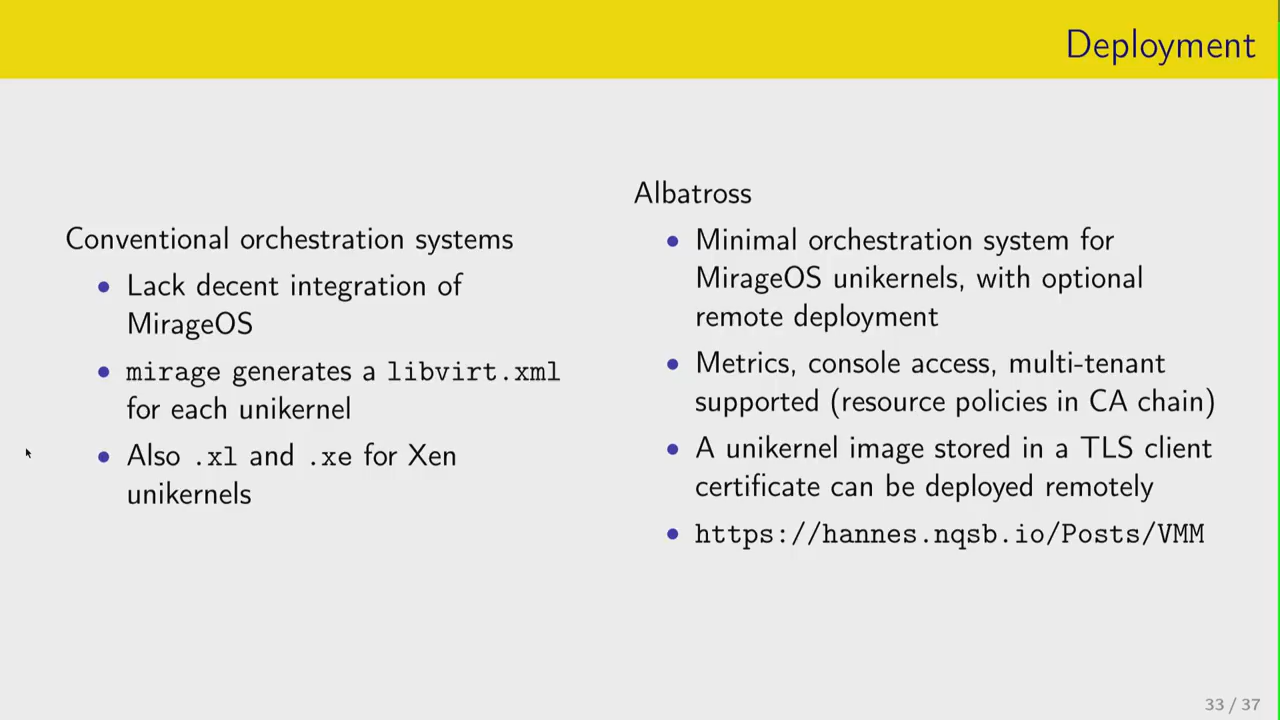 Deployment
Conventional orchestration systems
• Lack decent integration of
MirageOS
• mirage generates a libvirt.xml
for each unikernel
• Also .xl and .xe for Xen
unikernels
Albatross
• Minimal orchestration system for
MirageOS unikernels, with optional
remote deployment
• Metrics, console access, multi-tenant
supported (resource policies in CA chain)
• A unikernel image stored in a TLS client
certificate can be deployed remotely
• https://hannes.nqsb.io/Posts/VMM
33 / 37